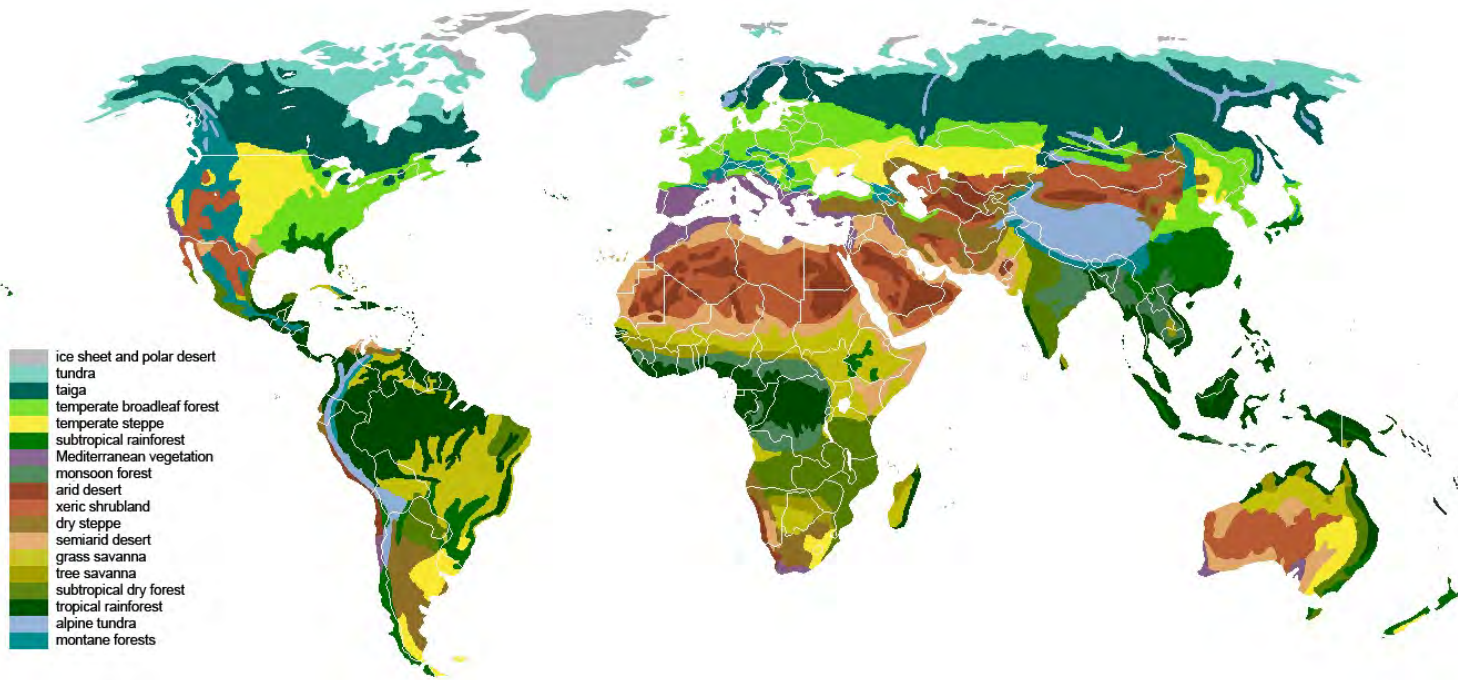 ice sheet and polar desert
tundra
taiga
temperate broadleaf forest
temperate steppe
subtropical rainforest
Mediterranean vegetation
monsoon forest
arid desert
xeric shrubland
dry steppe
semiarid desert
grass savanna
tree savanna
subtropical dry forest
tropical rainforest
alpine tundra
montane forests